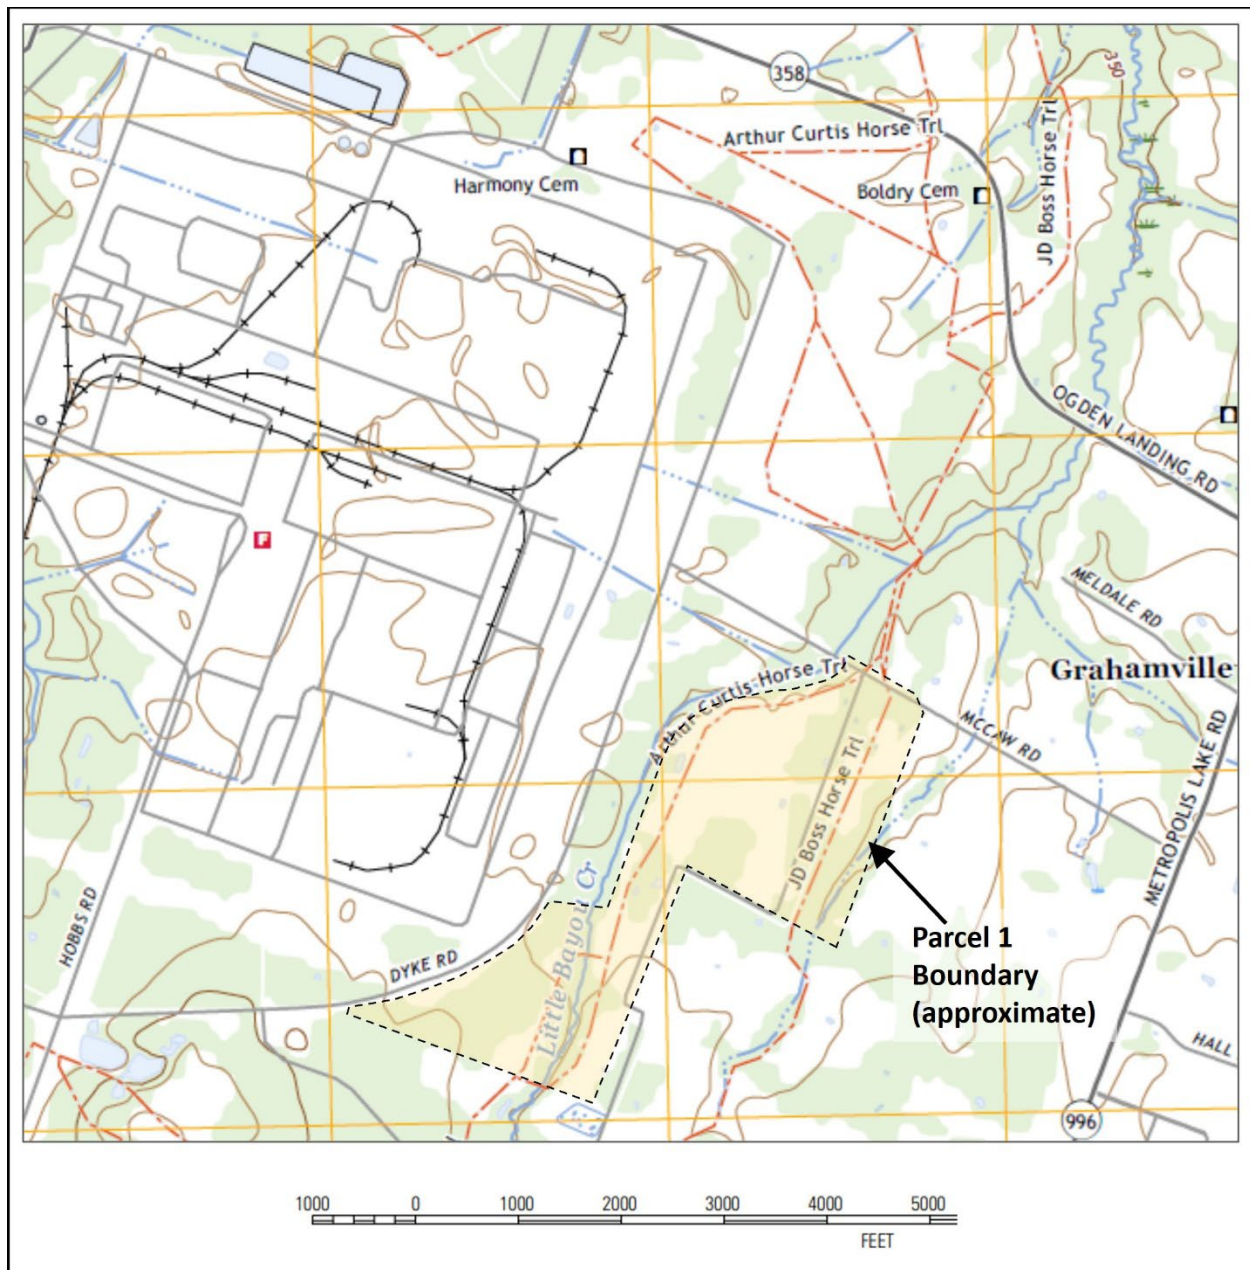 358
350
Arthur Curtis Horse Trl
JD Boss Horse Trl
Harmony Cem
Boldry Cem
OGDEN LANDING RD
F
MELDALE RD
Grahamville
Arthur Curtis Horse Trl
MCCAW RD
METROPOLIS LAKE RD
JD Boss Horse Trl
HOBBS RD
DYKE RD
Little Bayou Cr
Parcel 1
Boundary
(approximate)
HALL
996
1000 0 1000 2000 3000 4000 5000
FEET